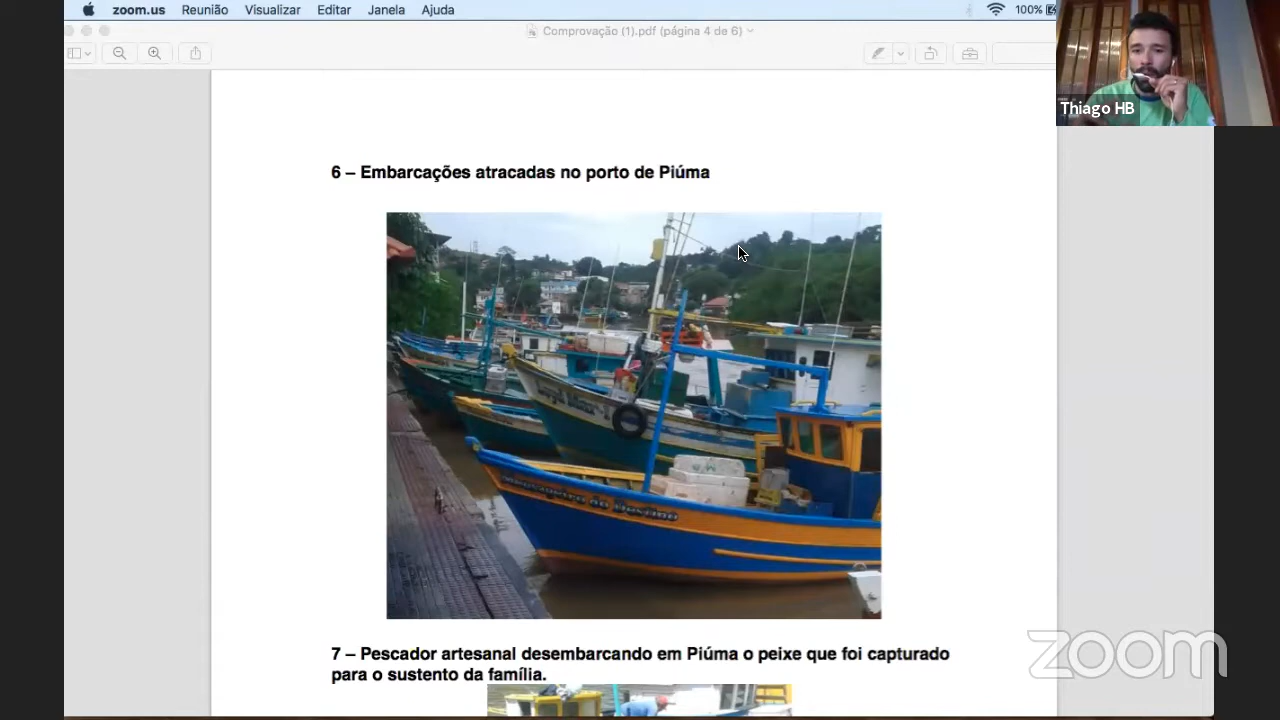 zoom.us Reunião Visualizar Editar Janela Ajuda 100%
Comprovação (1).pdf (página 4 de 6)
Thiago HB
6 – Embarcações atracadas no porto de Piúma
do Destino
7 – Pescador artesanal desembarcando em Piúma o peixe que foi capturado
para o sustento da família.
zoom